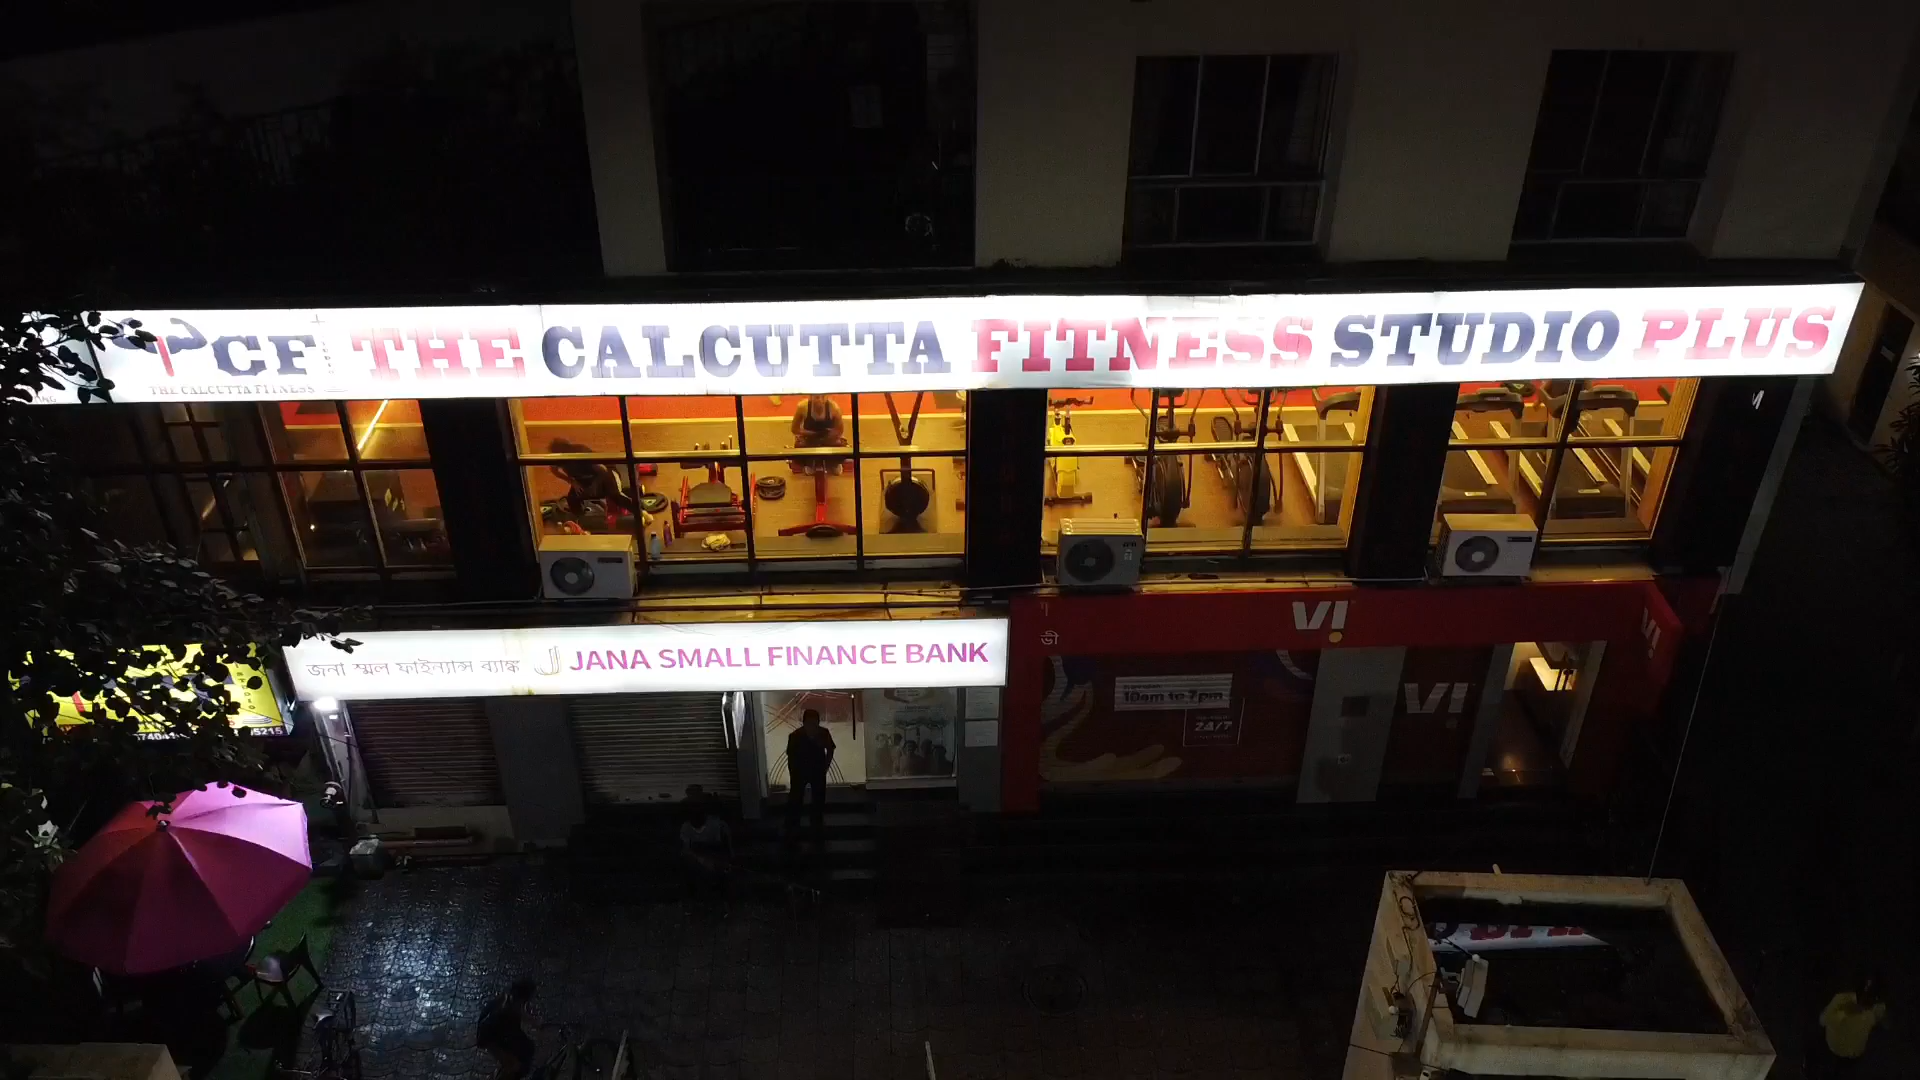 CF THE CALCUTTA FITNESS STUDIO PLUS
THE CALCUTTA FITNESS
VI
VI
জনা স্মল ফাইন্যান্স ব্যাঙ্ক JANA SMALL FINANCE BANK
VI
10am to 7pm
24/7